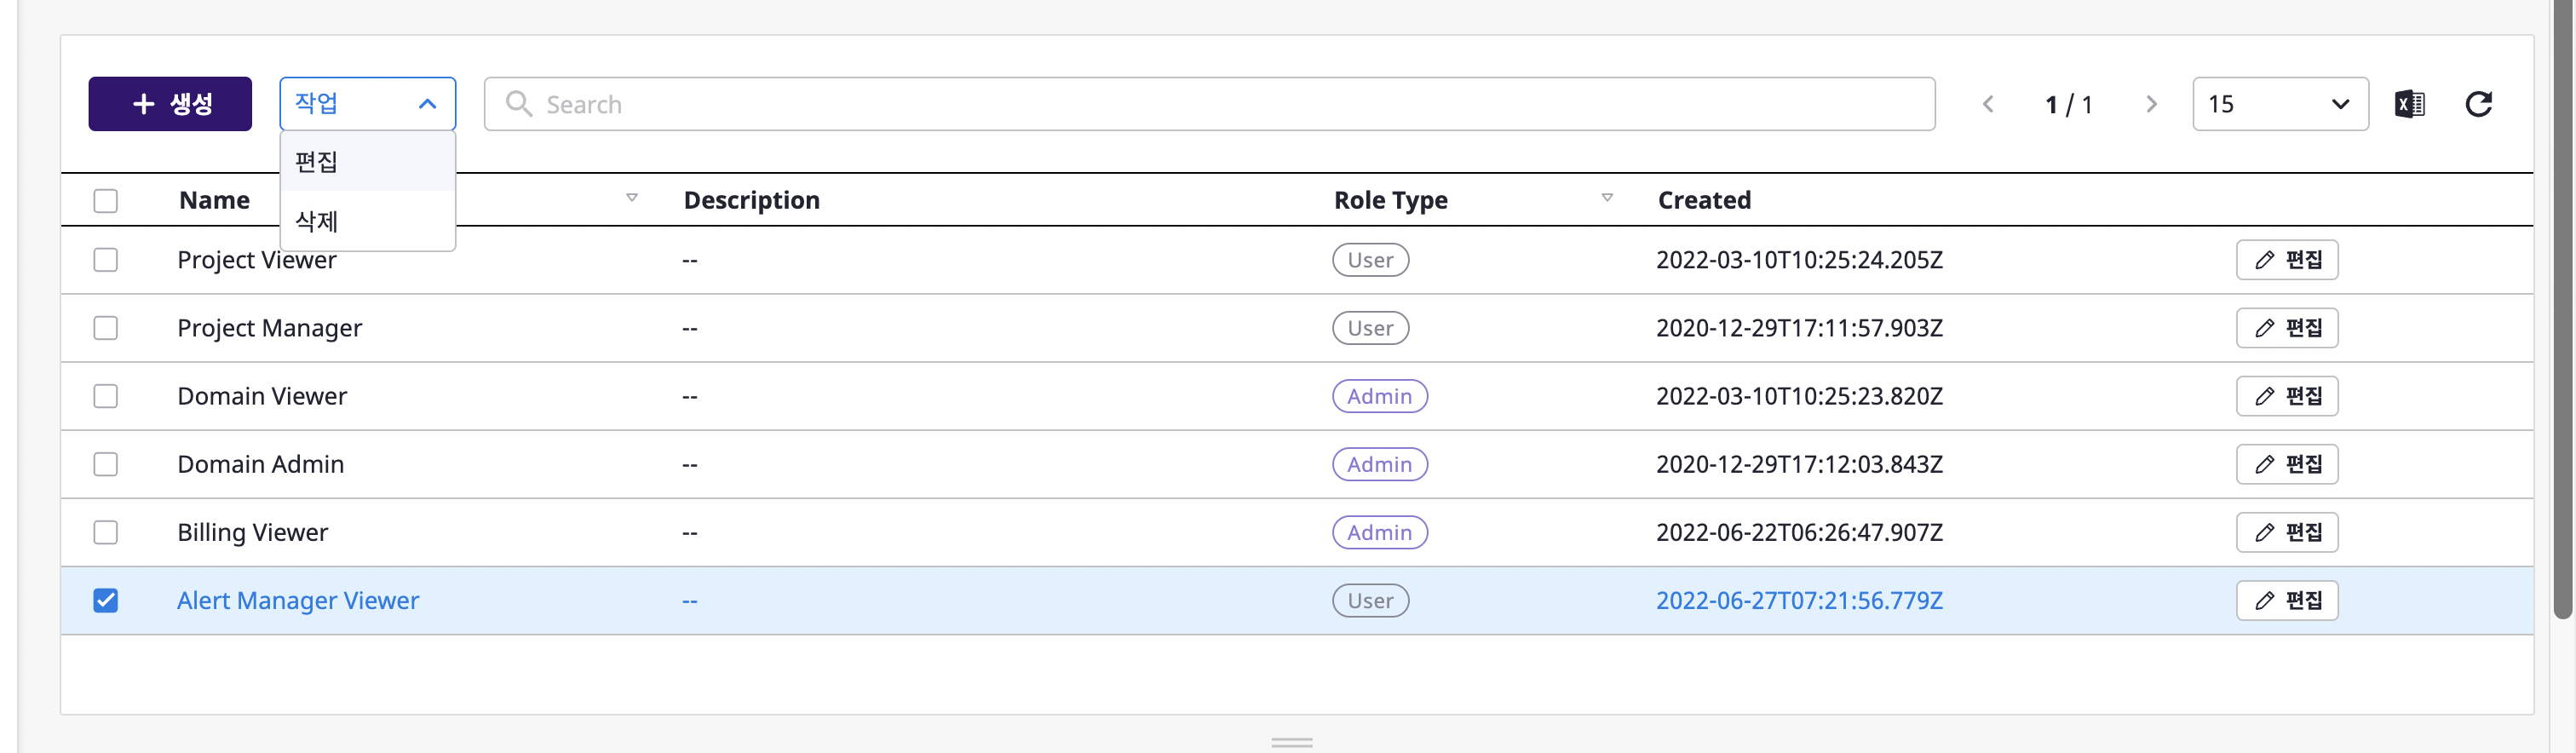 생성 작업 Search 1 / 1 15
편집
삭제
Name Description Role Type Created
Project Viewer -- User 2022-03-10T10:25:24.205Z 편집
Project Manager -- User 2020-12-29T17:11:57.903Z 편집
Domain Viewer -- Admin 2022-03-10T10:25:23.820Z 편집
Domain Admin -- Admin 2020-12-29T17:12:03.843Z 편집
Billing Viewer -- Admin 2022-06-22T06:26:47.907Z 편집
Alert Manager Viewer -- User 2022-06-27T07:21:56.779Z 편집